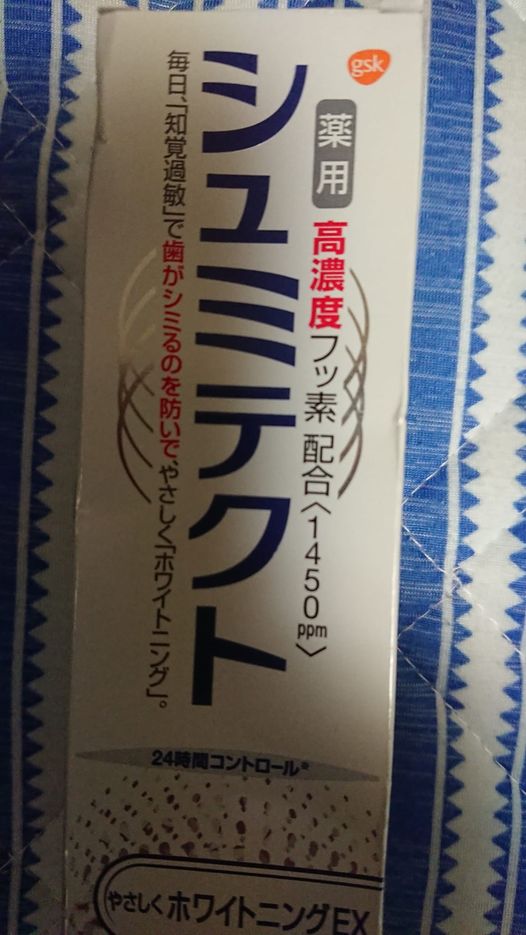 gsk
薬用
高濃度フッ素 配合〈1450ppm〉
シュミテクト
毎日、「知覚過敏」で歯がシミるのを防いで、やさしく「ホワイトニング」。
24時間コントロール※
やさしくホワイトニングEX